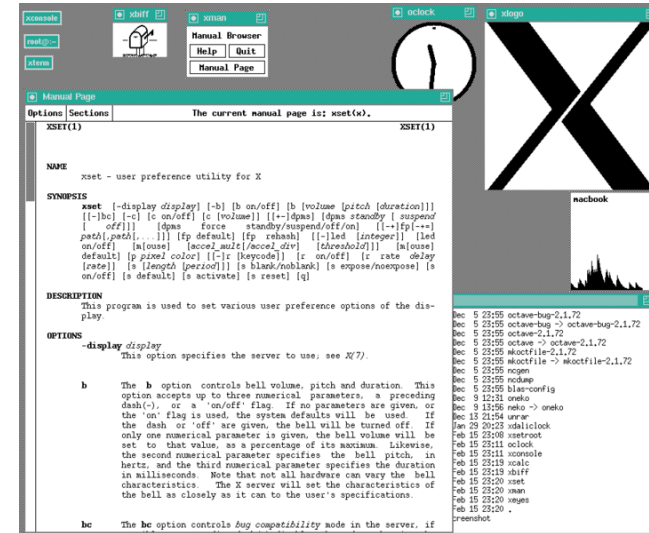 xconsole
root@:~
xterm
xbiff
xman
Manual Browser
Help
Quit
Manual Page
oclock
xlogo
Manual Page
Options
Sections
The current manual page is: xset(x).
XSET(1) XSET(1)
NAME
xset - user preference utility for X
SYNOPSIS
xset [-display display] [-b] [b on/off] [b [volume [pitch [duration]]]
[[-]bc] [-c] [c on/off] [c [volume]] [[+-]dpms] [dpms standby [ suspend
[ off]]] [dpms force standby/suspend/off/on] [[-+]fp[-+=]
path[,path[,...]]] [fp default] [fp rehash] [[-]led [integer]] [led
on/off] [m[ouse] [accel_mult[/accel_div] [threshold]]] [m[ouse]
default] [p pixel color] [[-]r [keycode]] [r on/off] [r rate delay
[rate]] [s [length [period]]] [s blank/noblank] [s expose/noexpose] [s
on/off] [s default] [s activate] [s reset] [q]
DESCRIPTION
This program is used to set various user preference options of the dis-
play.
OPTIONS
-display display
This option specifies the server to use; see X(7).
b The b option controls bell volume, pitch and duration. This
option accepts up to three numerical parameters, a preceding
dash(-), or a 'on/off' flag. If no parameters are given, or
the 'on' flag is used, the system defaults will be used. If
the dash or 'off' are given, the bell will be turned off. If
only one numerical parameter is given, the bell volume will be
set to that value, as a percentage of its maximum. Likewise,
the second numerical parameter specifies the bell pitch, in
hertz, and the third numerical parameter specifies the duration
in milliseconds. Note that not all hardware can vary the bell
characteristics. The X server will set the characteristics of
the bell as closely as it can to the user's specifications.
bc The bc option controls bug compatibility mode in the server, if
macbook
Dec 5 23:55 octave-bug-2.1.72
Dec 5 23:55 octave-bug -> octave-bug-2.1.72
Dec 5 23:55 octave-2.1.72
Dec 5 23:55 octave -> octave-2.1.72
Dec 5 23:55 mkoctfile-2.1.72
Dec 5 23:55 mkoctfile -> mkoctfile-2.1.72
Dec 5 23:55 ncgen
Dec 5 23:55 ncdump
Dec 5 23:55 blas-config
Dec 9 12:31 oneko
Dec 9 13:56 neko -> oneko
Dec 13 21:54 unrar
Jan 29 20:23 xdaliclock
Feb 15 23:08 xsetroot
Feb 15 23:11 oclock
Feb 15 23:11 xconsole
Feb 15 23:19 xcalc
Feb 15 23:19 xbiff
Feb 15 23:20 xset
Feb 15 23:20 xman
Feb 15 23:20 xeyes
Feb 15 23:20 .
creenshot